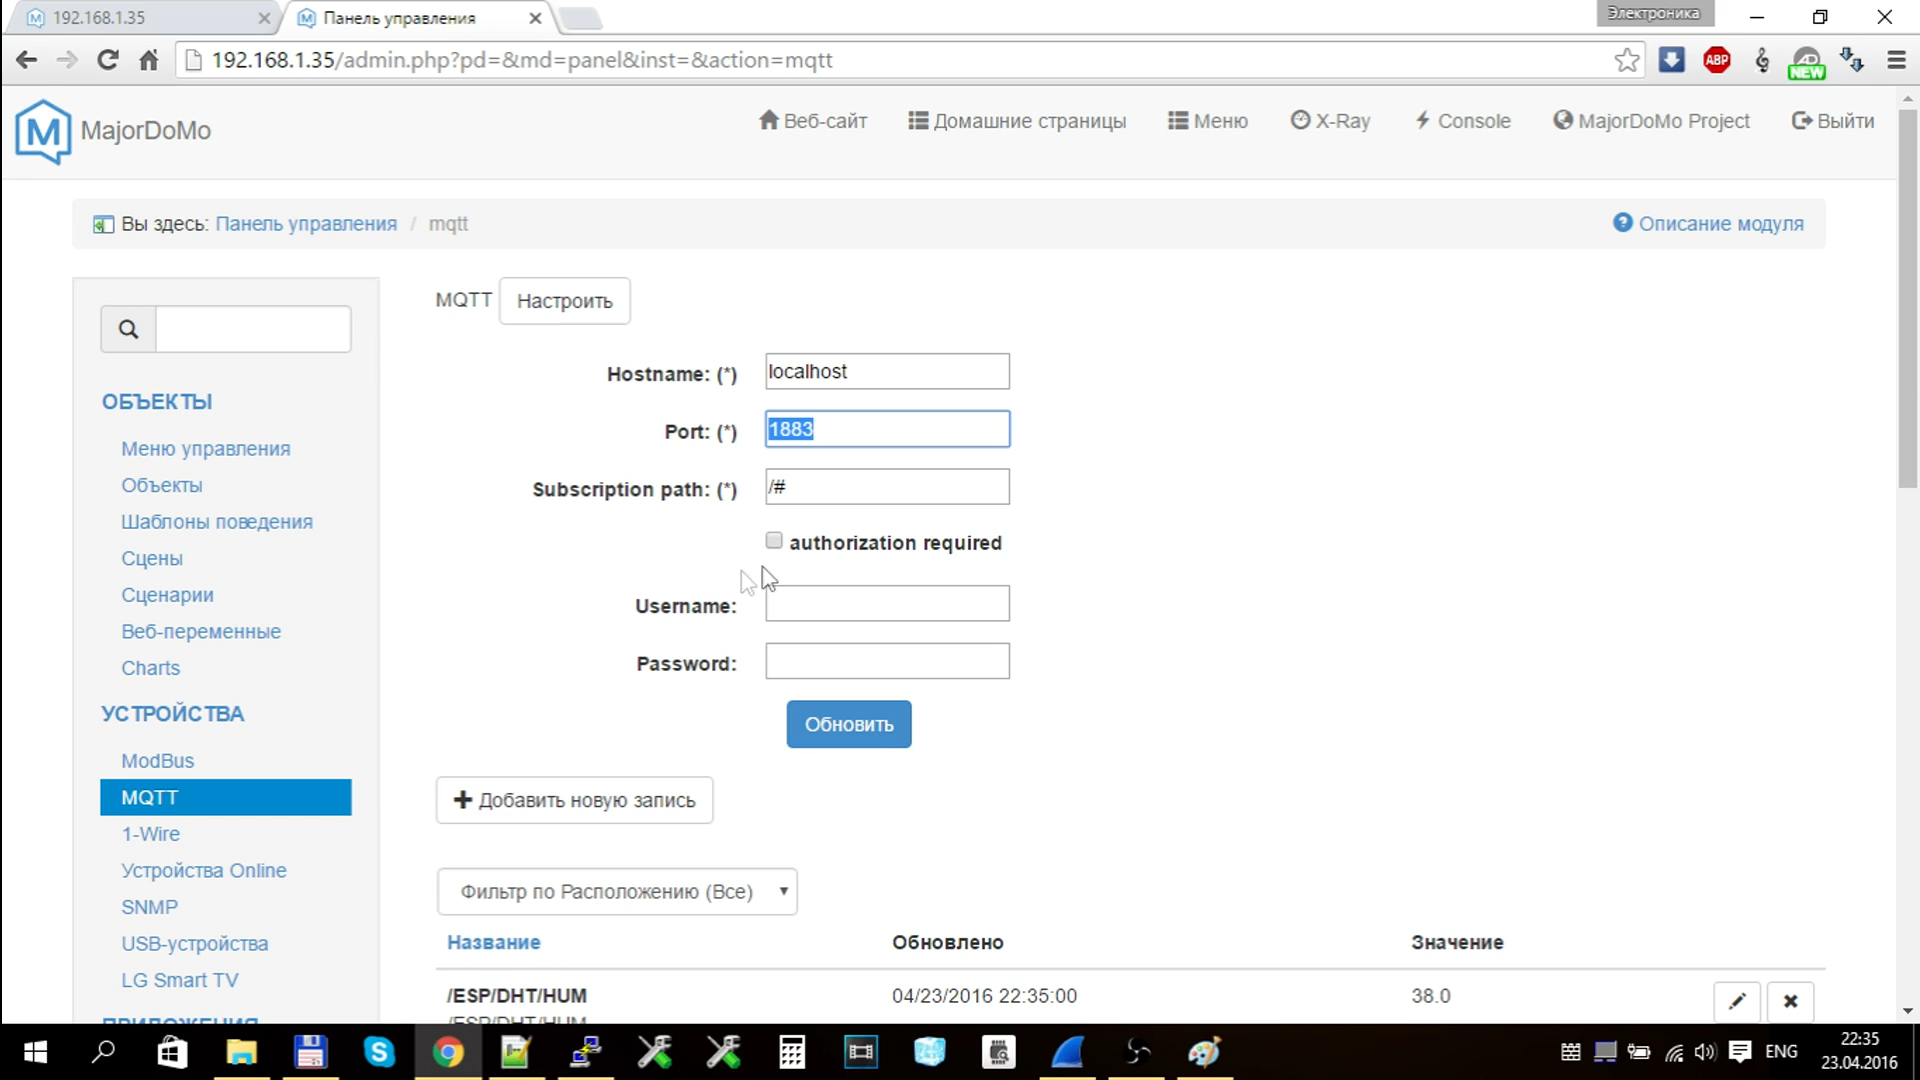 192.168.1.35
Панель управления
Электроника
192.168.1.35/admin.php?pd=&md=panel&inst=&action=mqtt
ABP
NEW
MajorDoMo
Веб-сайт
Домашние страницы
Меню
X-Ray
Console
MajorDoMo Project
Выйти
Вы здесь: Панель управления / mqtt
Описание модуля
MQTT Настроить
Hostname: (*) localhost
Port: (*) 1883
Subscription path: (*) /#
authorization required
Username:
Password:
Обновить
ОБЪЕКТЫ
Меню управления
Объекты
Шаблоны поведения
Сцены
Сценарии
Веб-переменные
Charts
УСТРОЙСТВА
ModBus
MQTT
1-Wire
Устройства Online
SNMP
USB-устройства
LG Smart TV
ПРИЛОЖЕНИЯ
Добавить новую запись
Фильтр по Расположению (Все)
Название Обновлено Значение
/ESP/DHT/HUM 04/23/2016 22:35:00 38.0
/ESP/DHT/HUM
ENG
22:35
23.04.2016